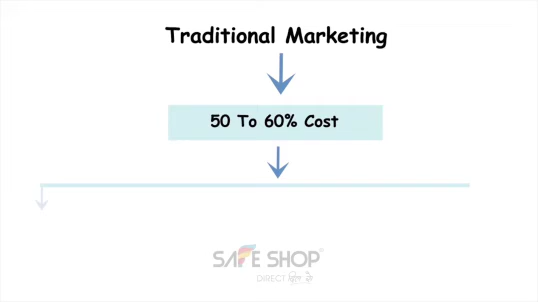 Traditional Marketing
50 To 60% Cost
SAFE SHOP®
DIRECT